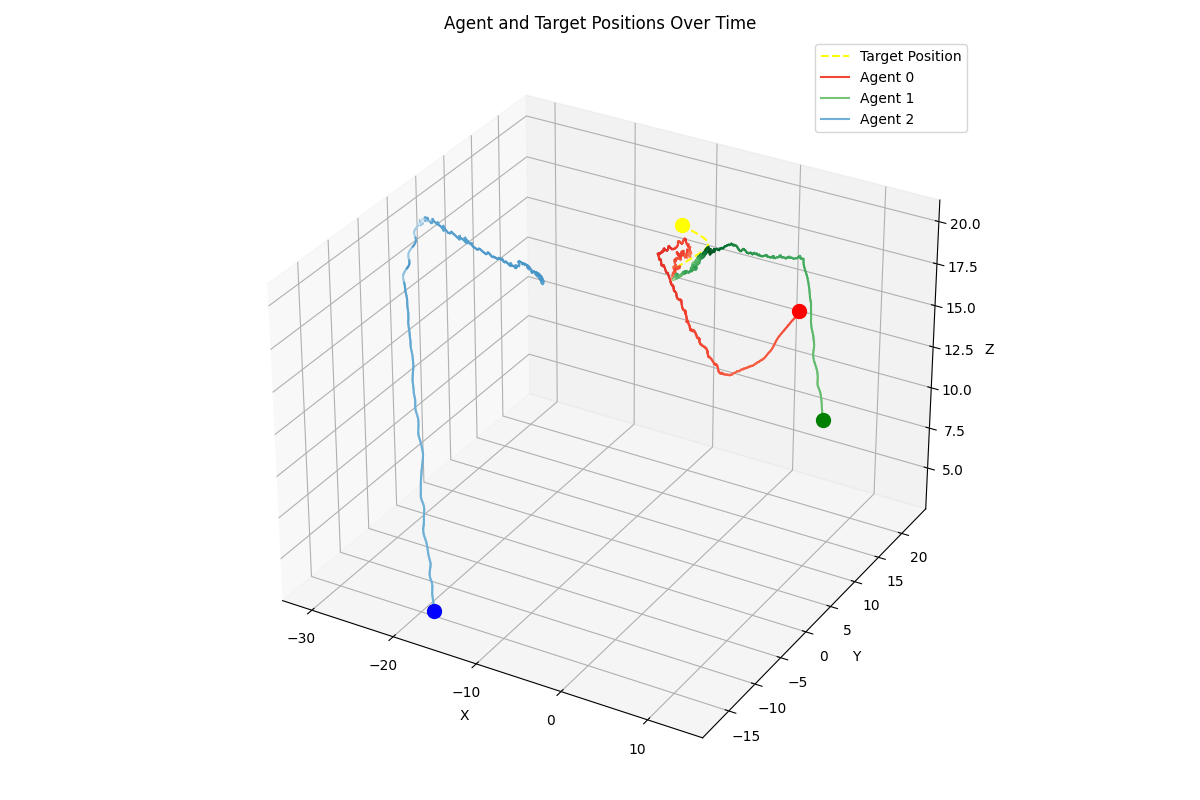 Agent and Target Positions Over Time
Target Position
Agent 0
Agent 1
Agent 2
20.0
17.5
15.0
12.5
Z
10.0
7.5
5.0
20
15
10
5
0
Y
−5
−10
−15
−30
−20
−10
X
0
10